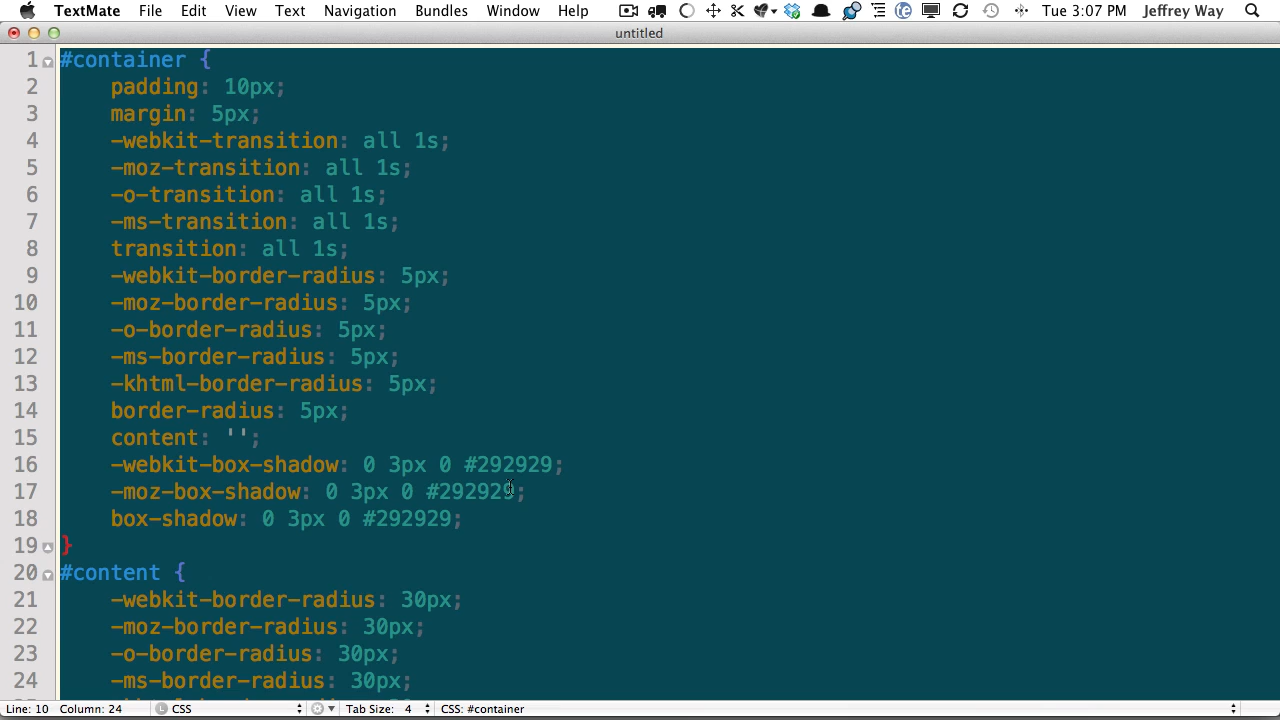 TextMate File Edit View Text Navigation Bundles Window Help Tue 3:07 PM Jeffrey Way
untitled
1 #container {
2 padding: 10px;
3 margin: 5px;
4 -webkit-transition: all 1s;
5 -moz-transition: all 1s;
6 -o-transition: all 1s;
7 -ms-transition: all 1s;
8 transition: all 1s;
9 -webkit-border-radius: 5px;
10 -moz-border-radius: 5px;
11 -o-border-radius: 5px;
12 -ms-border-radius: 5px;
13 -khtml-border-radius: 5px;
14 border-radius: 5px;
15 content: '';
16 -webkit-box-shadow: 0 3px 0 #292929;
17 -moz-box-shadow: 0 3px 0 #292929;
18 box-shadow: 0 3px 0 #292929;
19 }
20 #content {
21 -webkit-border-radius: 30px;
22 -moz-border-radius: 30px;
23 -o-border-radius: 30px;
24 -ms-border-radius: 30px;
Line: 10 Column: 24 L CSS Tab Size: 4 CSS: #container